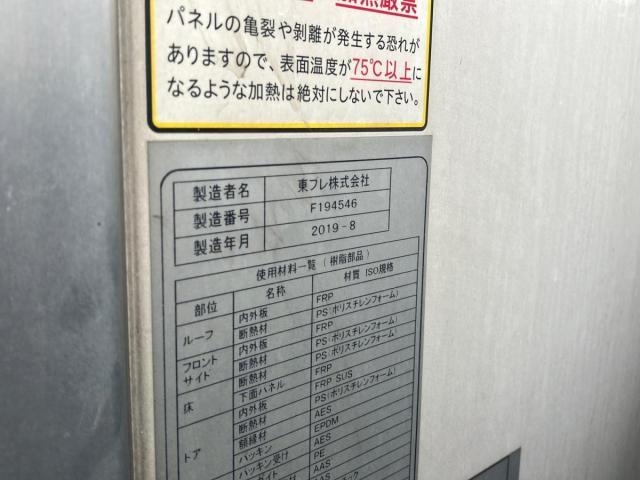 加熱厳禁
パネルの亀裂や剝離が発生する恐れが
ありますので、表面温度が75℃以上に
なるような加熱は絶対にしないで下さい。
製造者名 東フレ株式会社
製造番号 F194546
製造年月 2019-8
使用材料一覧(樹脂部品)
部位 名称 材質 ISO規格
ルーフ 内外板 FRP
断熱材 PS(ポリスチレンフォーム)
フロント サイド 内外板 FRP
断熱材 PS(ポリスチレンフォーム)
床 断熱材 PS(ポリスチレンフォーム)
下面パネル FRP
ドア 内外板 FRP SUS
断熱材 PS(ポリスチレンフォーム)
額縁材 AES
パッキン EPDM
パッキン受け AES
PE
AAS